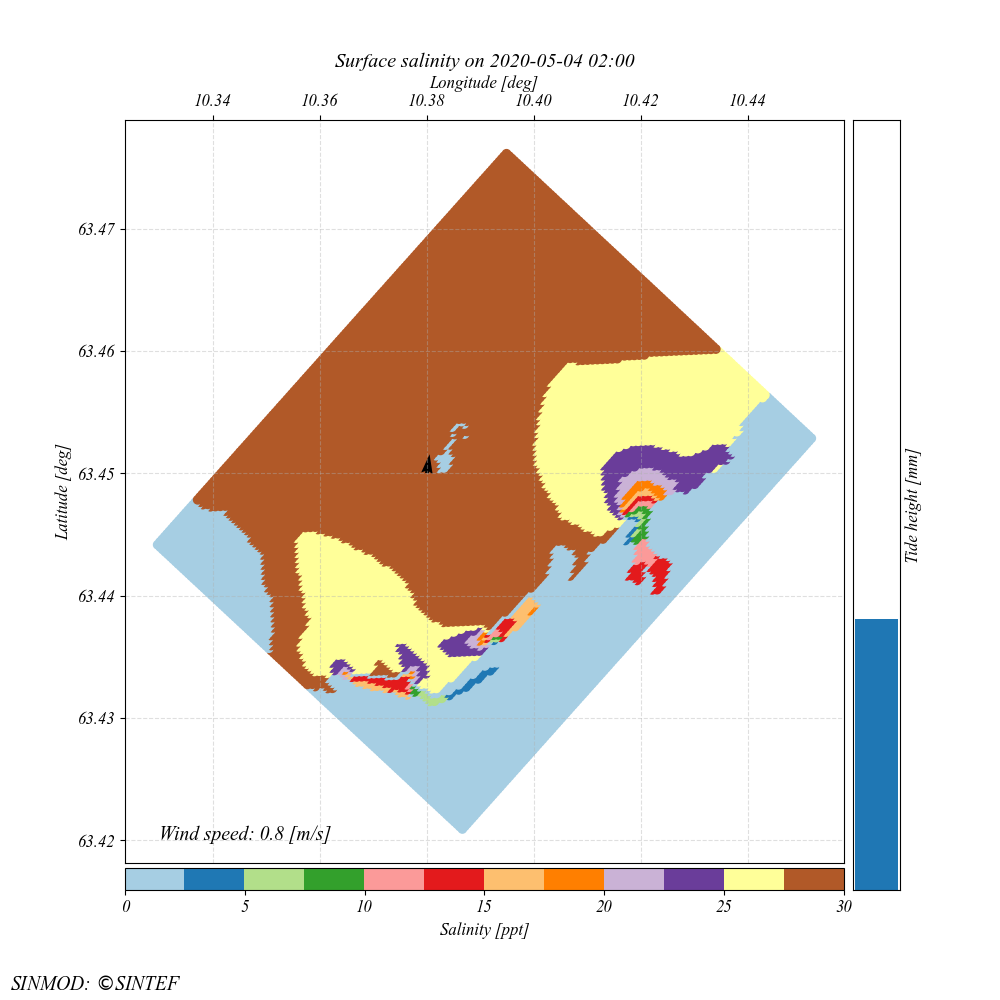 Surface salinity on 2020-05-04 02:00
Longitude [deg]
10.34 10.36 10.38 10.40 10.42 10.44
63.47
63.46
63.45
63.44
63.43
63.42
Latitude [deg]
Tide height [mm]
Wind speed: 0.8 [m/s]
0 5 10 15 20 25 30
Salinity [ppt]
SINMOD: ©SINTEF